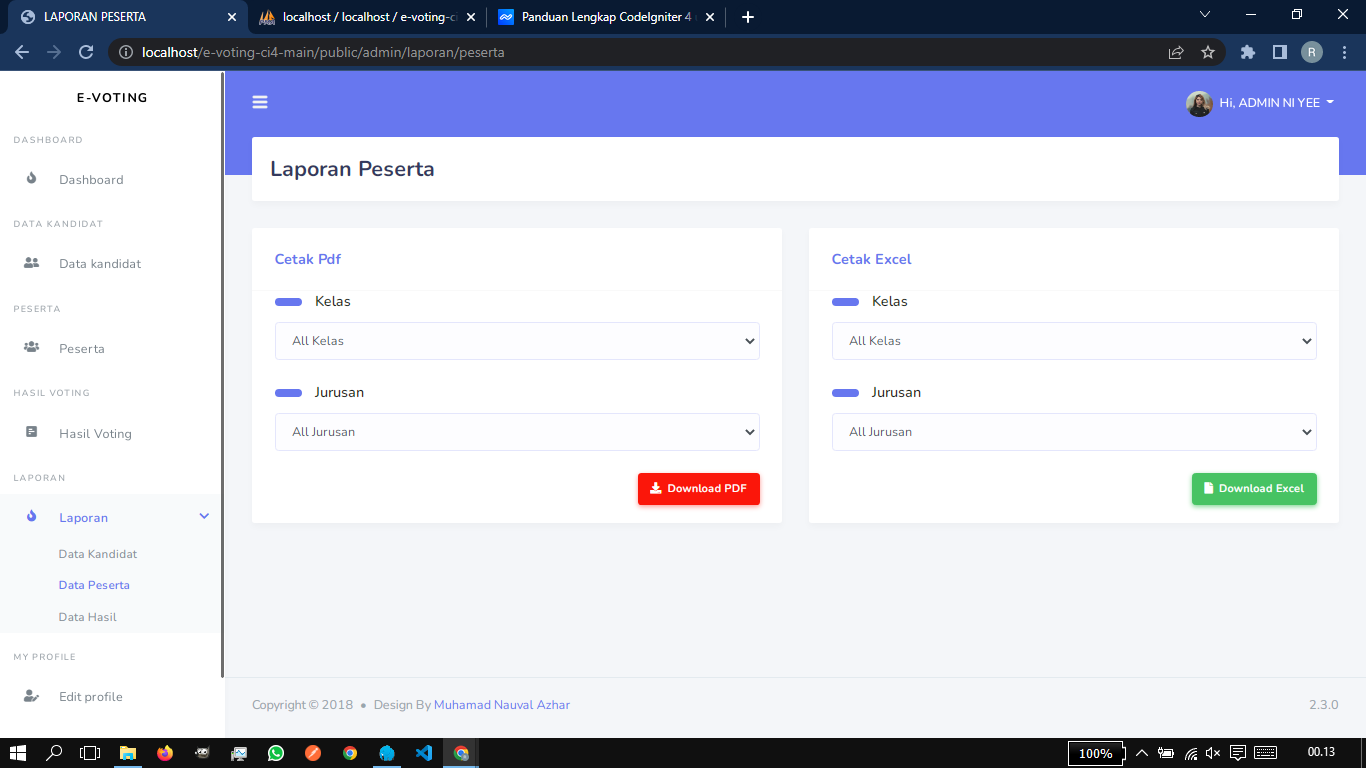 LAPORAN PESERTA
localhost / localhost / e-voting-ci
Panduan Lengkap CodeIgniter 4
localhost/e-voting-ci4-main/public/admin/laporan/peserta
R
E-VOTING
Hi, ADMIN NI YEE
DASHBOARD
Dashboard
DATA KANDIDAT
Data kandidat
PESERTA
Peserta
HASIL VOTING
Hasil Voting
LAPORAN
Laporan
Data Kandidat
Data Peserta
Data Hasil
MY PROFILE
Edit profile
Laporan Peserta
Cetak Pdf
Kelas
All Kelas
Jurusan
All Jurusan
Download PDF
Cetak Excel
Kelas
All Kelas
Jurusan
All Jurusan
Download Excel
Copyright © 2018 • Design By Muhamad Nauval Azhar
2.3.0
100%
00.13